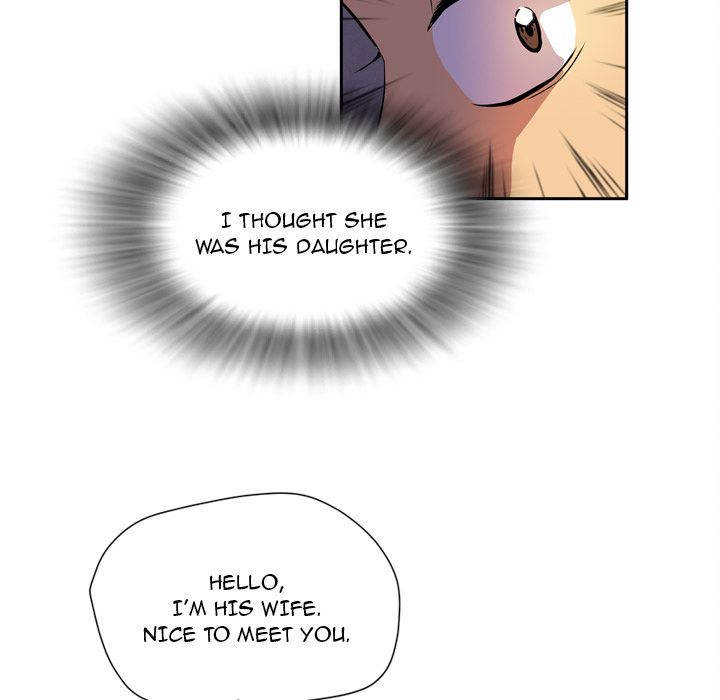 I THOUGHT SHE
WAS HIS DAUGHTER.
HELLO,
I'M HIS WIFE.
NICE TO MEET YOU.